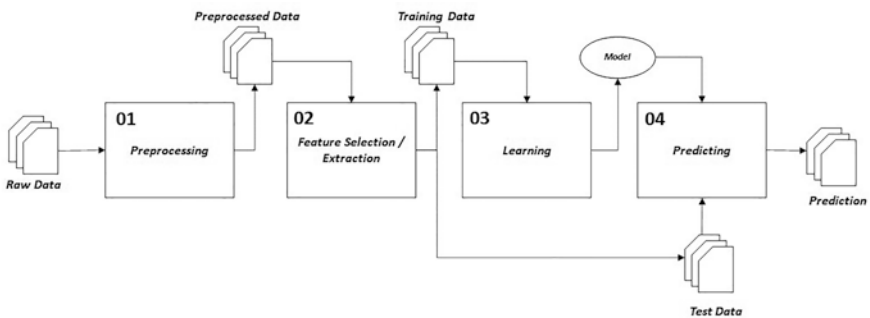 Preprocessed Data
Training Data
Model
01
Preprocessing
02
Feature Selection /
Extraction
03
Learning
04
Predicting
Raw Data
Prediction
Test Data